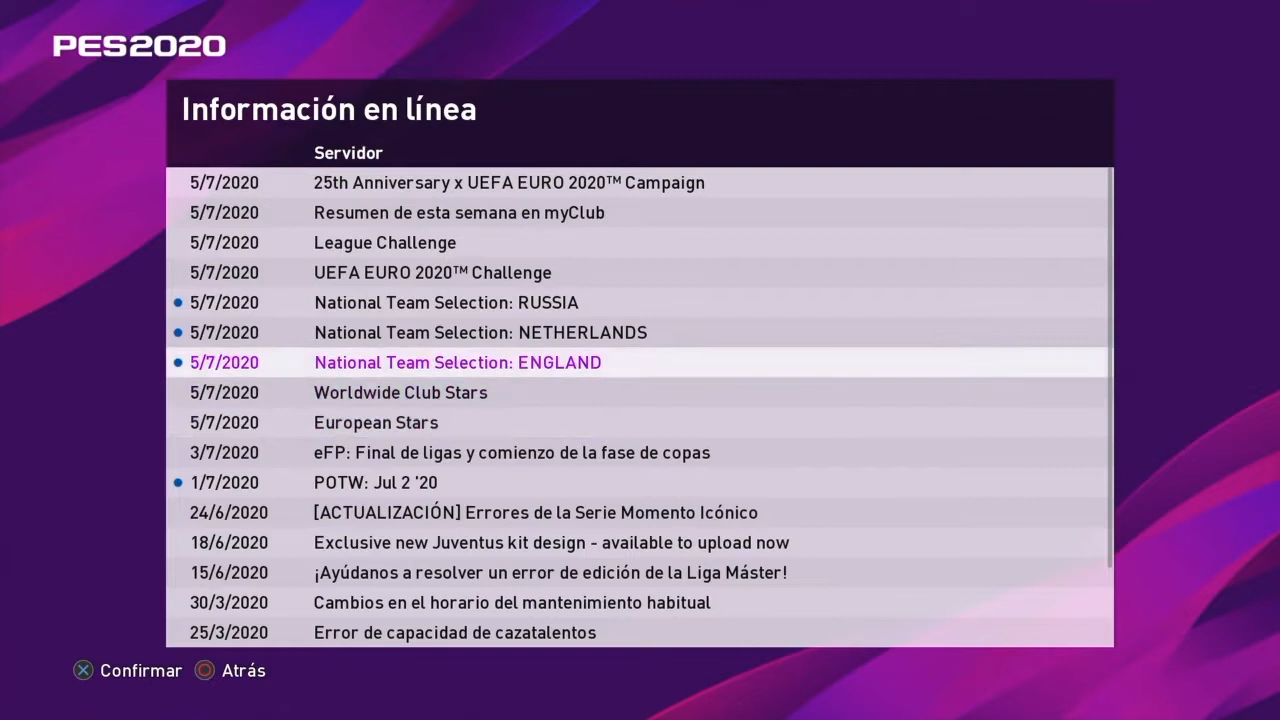 PES2020
Información en línea
Servidor
5/7/2020 25th Anniversary x UEFA EURO 2020™ Campaign
5/7/2020 Resumen de esta semana en myClub
5/7/2020 League Challenge
5/7/2020 UEFA EURO 2020™ Challenge
5/7/2020 National Team Selection: RUSSIA
5/7/2020 National Team Selection: NETHERLANDS
5/7/2020 National Team Selection: ENGLAND
5/7/2020 Worldwide Club Stars
5/7/2020 European Stars
3/7/2020 eFP: Final de ligas y comienzo de la fase de copas
1/7/2020 POTW: Jul 2 '20
24/6/2020 [ACTUALIZACIÓN] Errores de la Serie Momento Icónico
18/6/2020 Exclusive new Juventus kit design - available to upload now
15/6/2020 ¡Ayúdanos a resolver un error de edición de la Liga Máster!
30/3/2020 Cambios en el horario del mantenimiento habitual
25/3/2020 Error de capacidad de cazatalentos
Confirmar Atrás